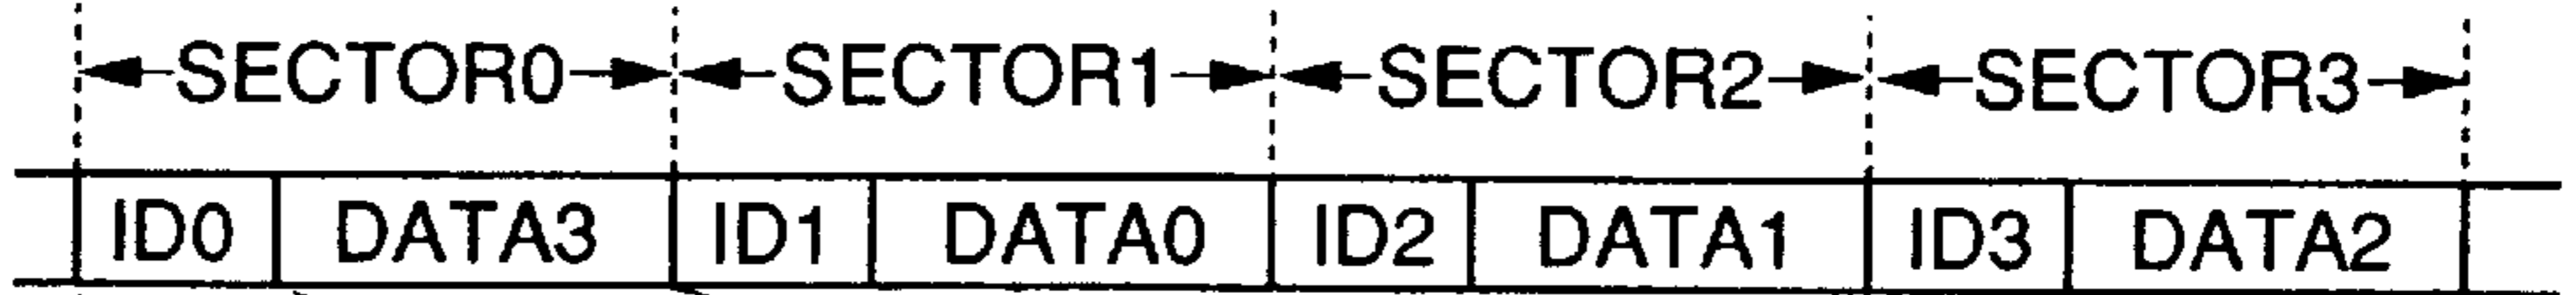 SECTOR0 SECTOR1 SECTOR2 SECTOR3
ID0 DATA3 ID1 DATA0 ID2 DATA1 ID3 DATA2